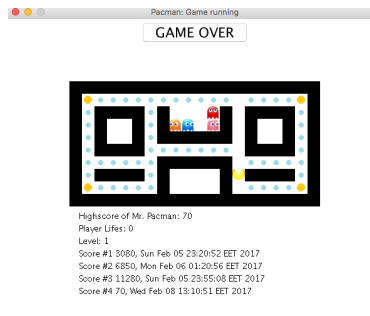 Pacman: Game running
GAME OVER
Highscore of Mr. Pacman: 70
Player Lifes: 0
Level: 1
Score #1 3080, Sun Feb 05 23:20:52 EET 2017
Score #2 6850, Mon Feb 06 01:20:56 EET 2017
Score #3 11280, Sun Feb 05 23:55:08 EET 2017
Score #4 70, Wed Feb 08 13:10:51 EET 2017